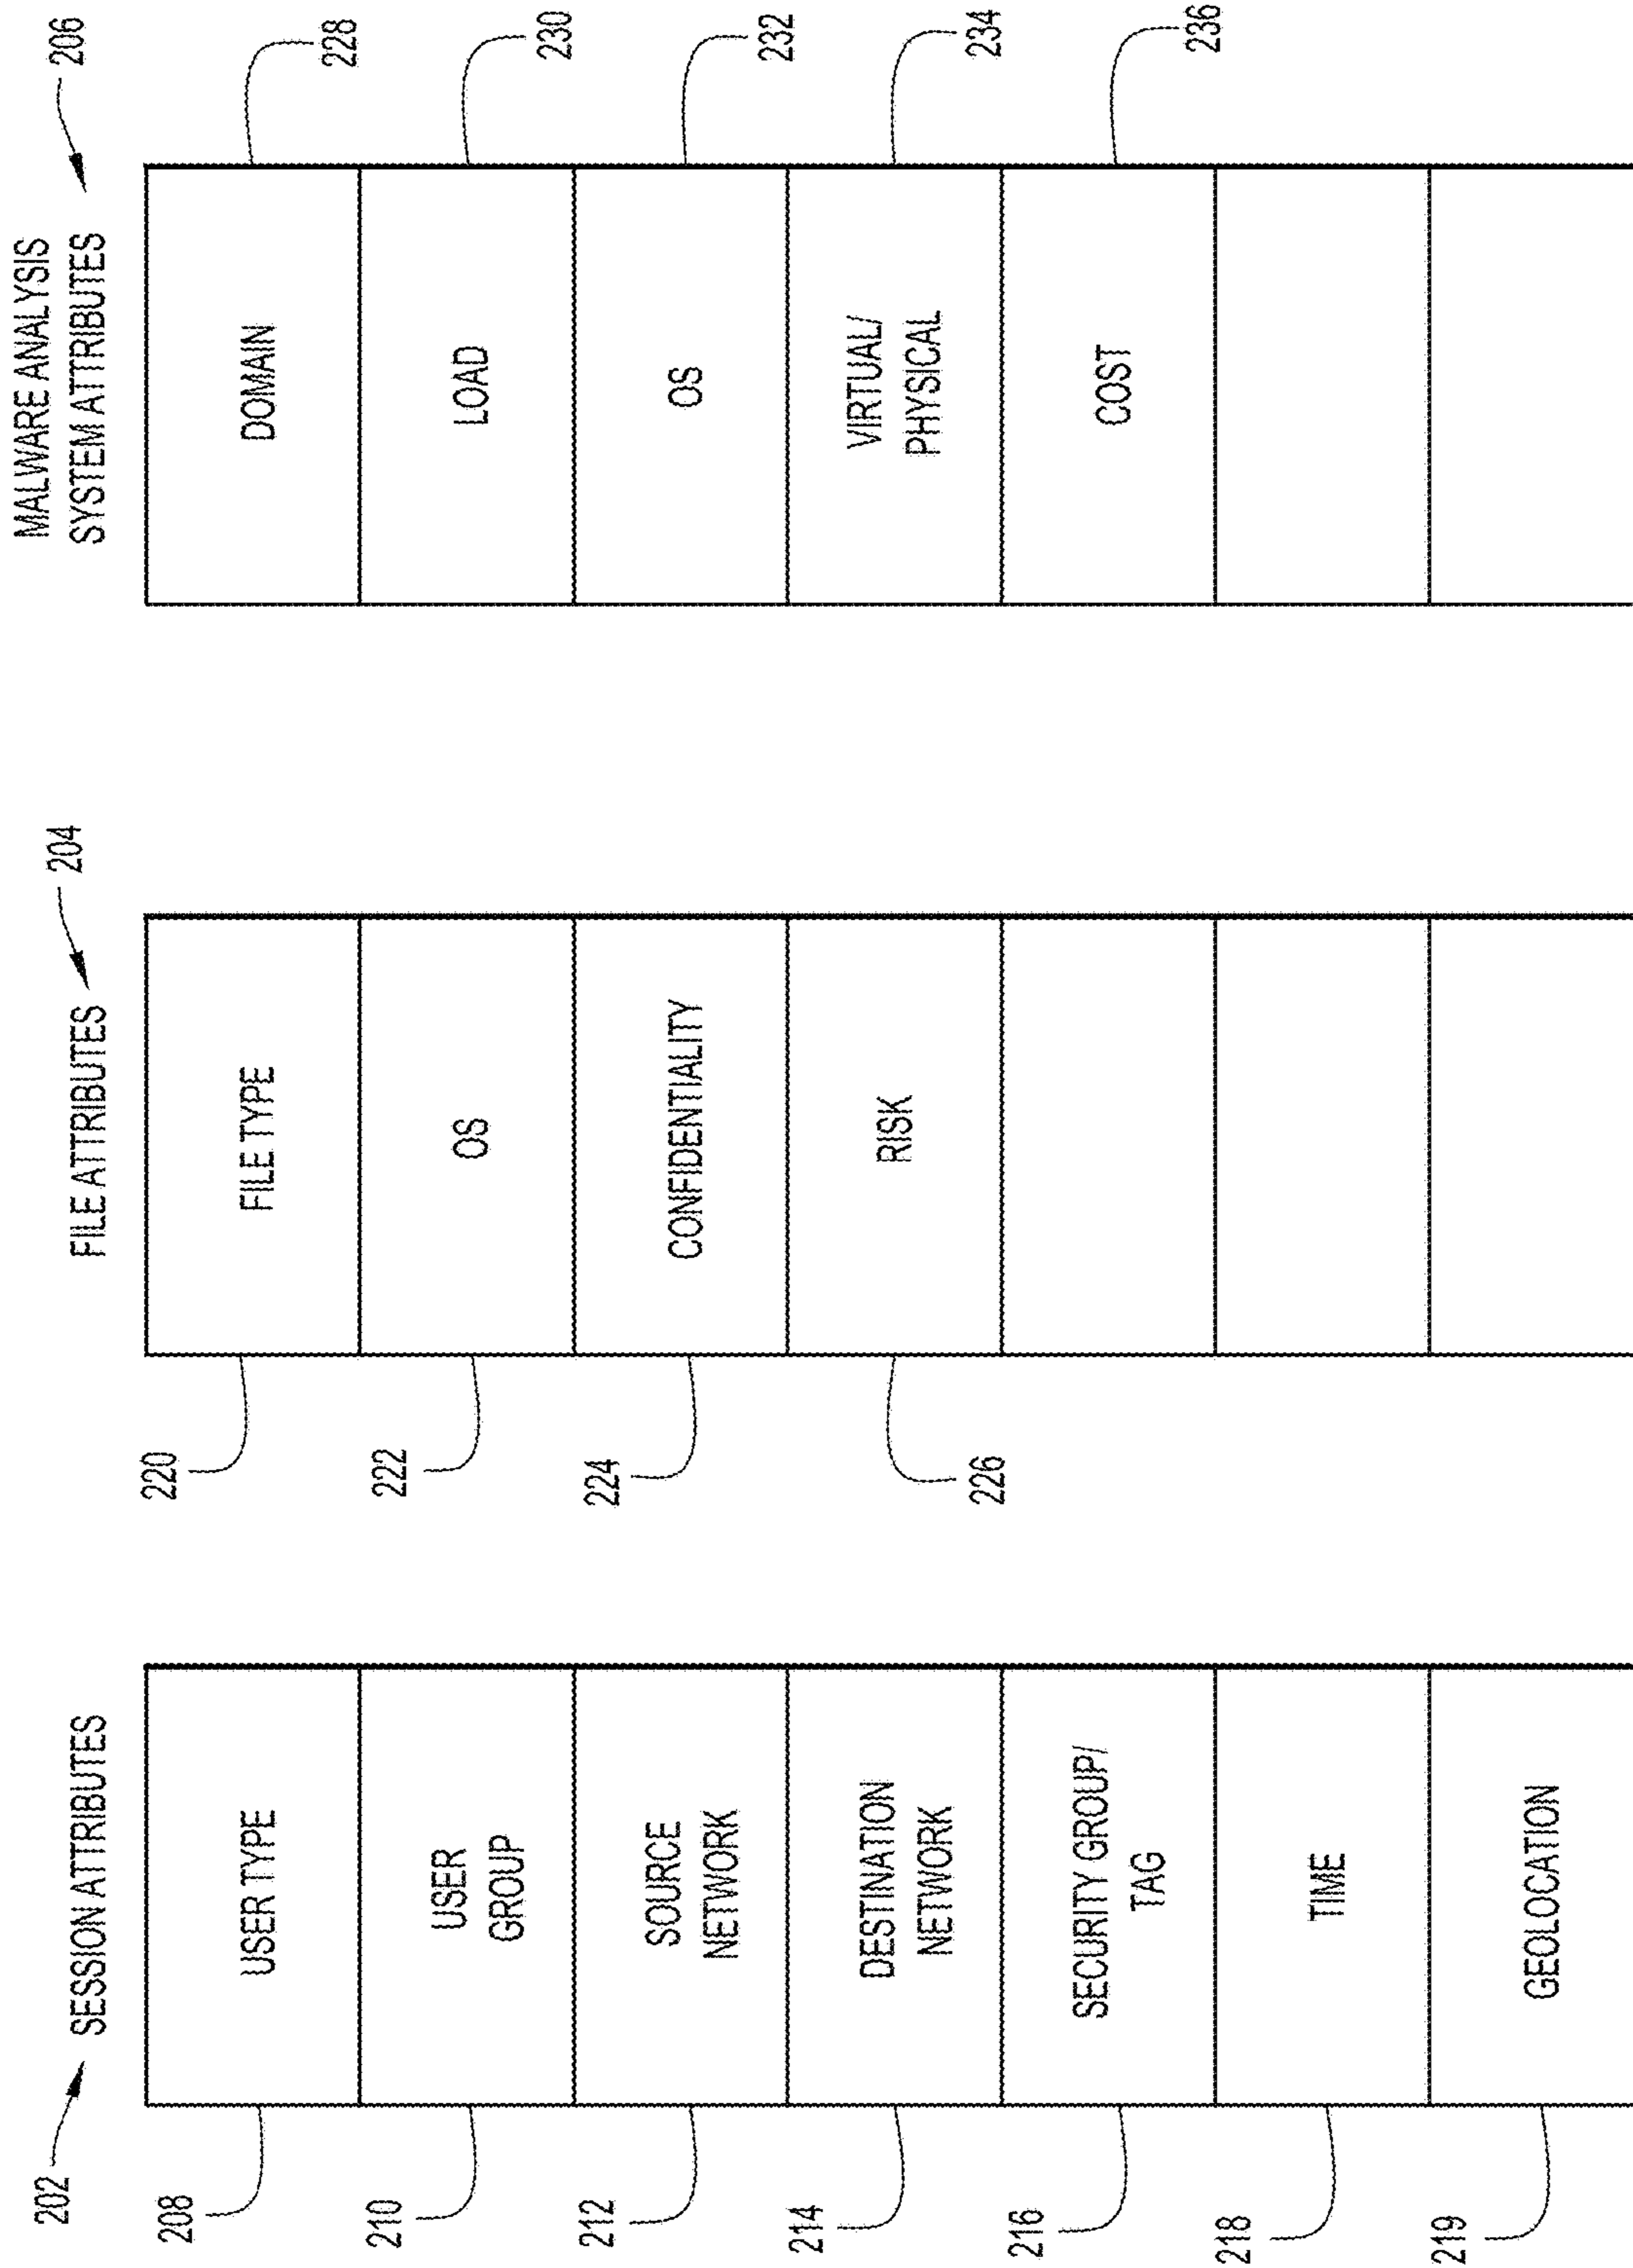 202
SESSION ATTRIBUTES
208
USER TYPE
210
USER
GROUP
212
SOURCE
NETWORK
214
DESTINATION
NETWORK
216
SECURITY GROUP/
TAG
218
TIME
219
GEOLOCATION
FILE ATTRIBUTES
204
220
FILE TYPE
222
OS
224
CONFIDENTIALITY
226
RISK
MALWARE ANALYSIS
SYSTEM ATTRIBUTES
206
DOMAIN
228
LOAD
230
OS
232
VIRTUAL/
PHYSICAL
234
COST
236